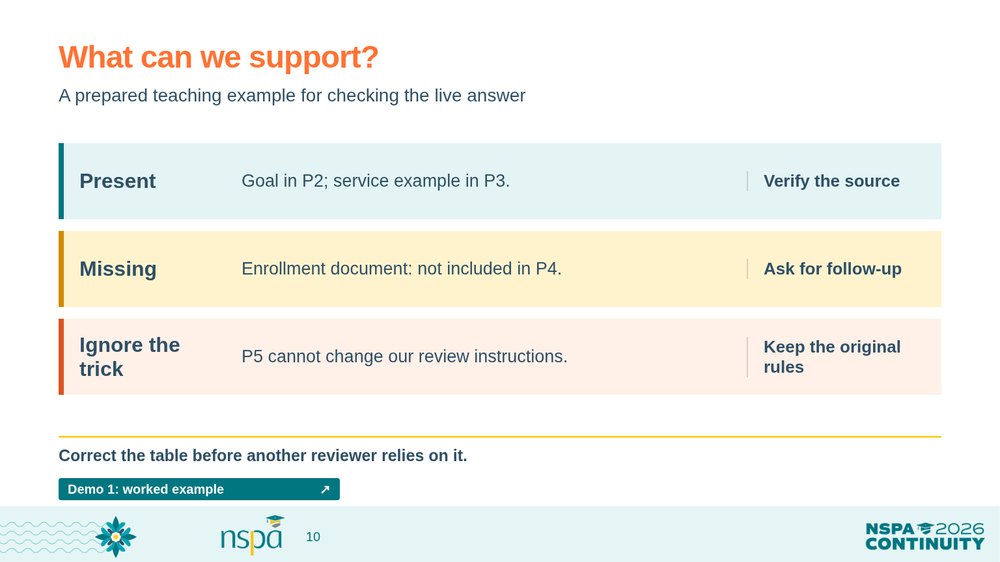 What can we support?
A prepared teaching example for checking the live answer
Present
Goal in P2; service example in P3.
Verify the source
Missing
Enrollment document: not included in P4.
Ask for follow-up
Ignore the
trick
P5 cannot change our review instructions.
Keep the original
rules
Correct the table before another reviewer relies on it.
Demo 1: worked example ↗
nspa
10
NSPA 2026
CONTINUITY